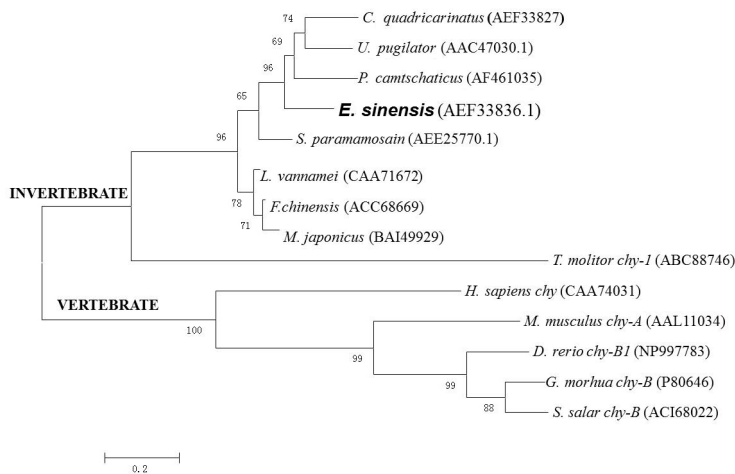 74
C. quadricarinatus (AEF33827)
69
U. pugilator (AAC47030.1)
96
P. camtschaticus (AF461035)
65
E. sinensis (AEF33836.1)
96
S. paramamosain (AEE25770.1)
L. vannamei (CAA71672)
INVERTEBRATE
78
F.chinensis (ACC68669)
71
M. japonicus (BAI49929)
T. molitor chy-1 (ABC88746)
H. sapiens chy (CAA74031)
VERTEBRATE
100
M. musculus chy-A (AAL11034)
99
D. rerio chy-B1 (NP997783)
99
G. morhua chy-B (P80646)
88
S. salar chy-B (ACI68022)
0.2